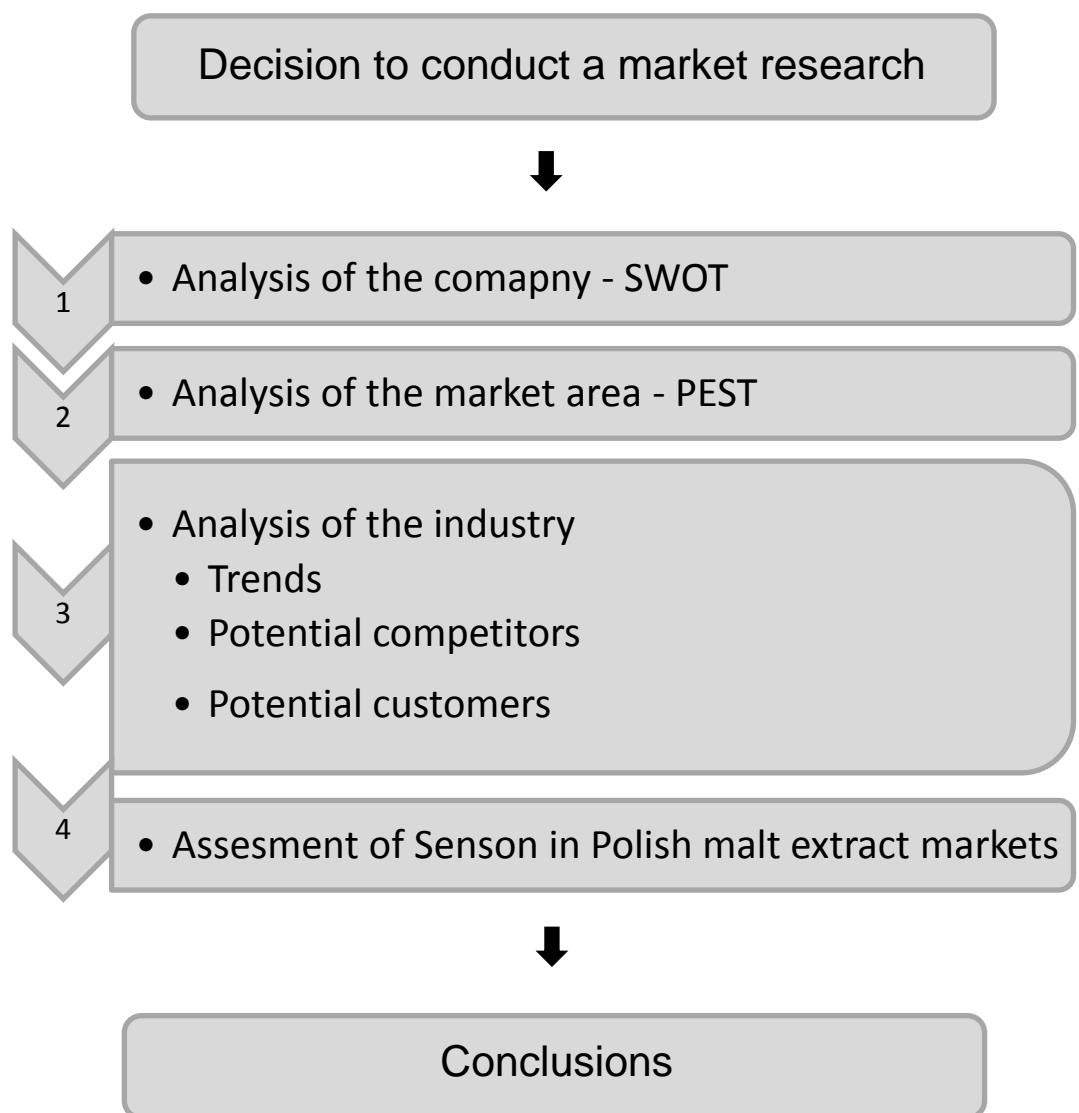 Decision to conduct a market research
1
• Analysis of the comapny - SWOT
2
• Analysis of the market area - PEST
3
• Analysis of the industry
• Trends
• Potential competitors
• Potential customers
4
• Assesment of Senson in Polish malt extract markets
Conclusions